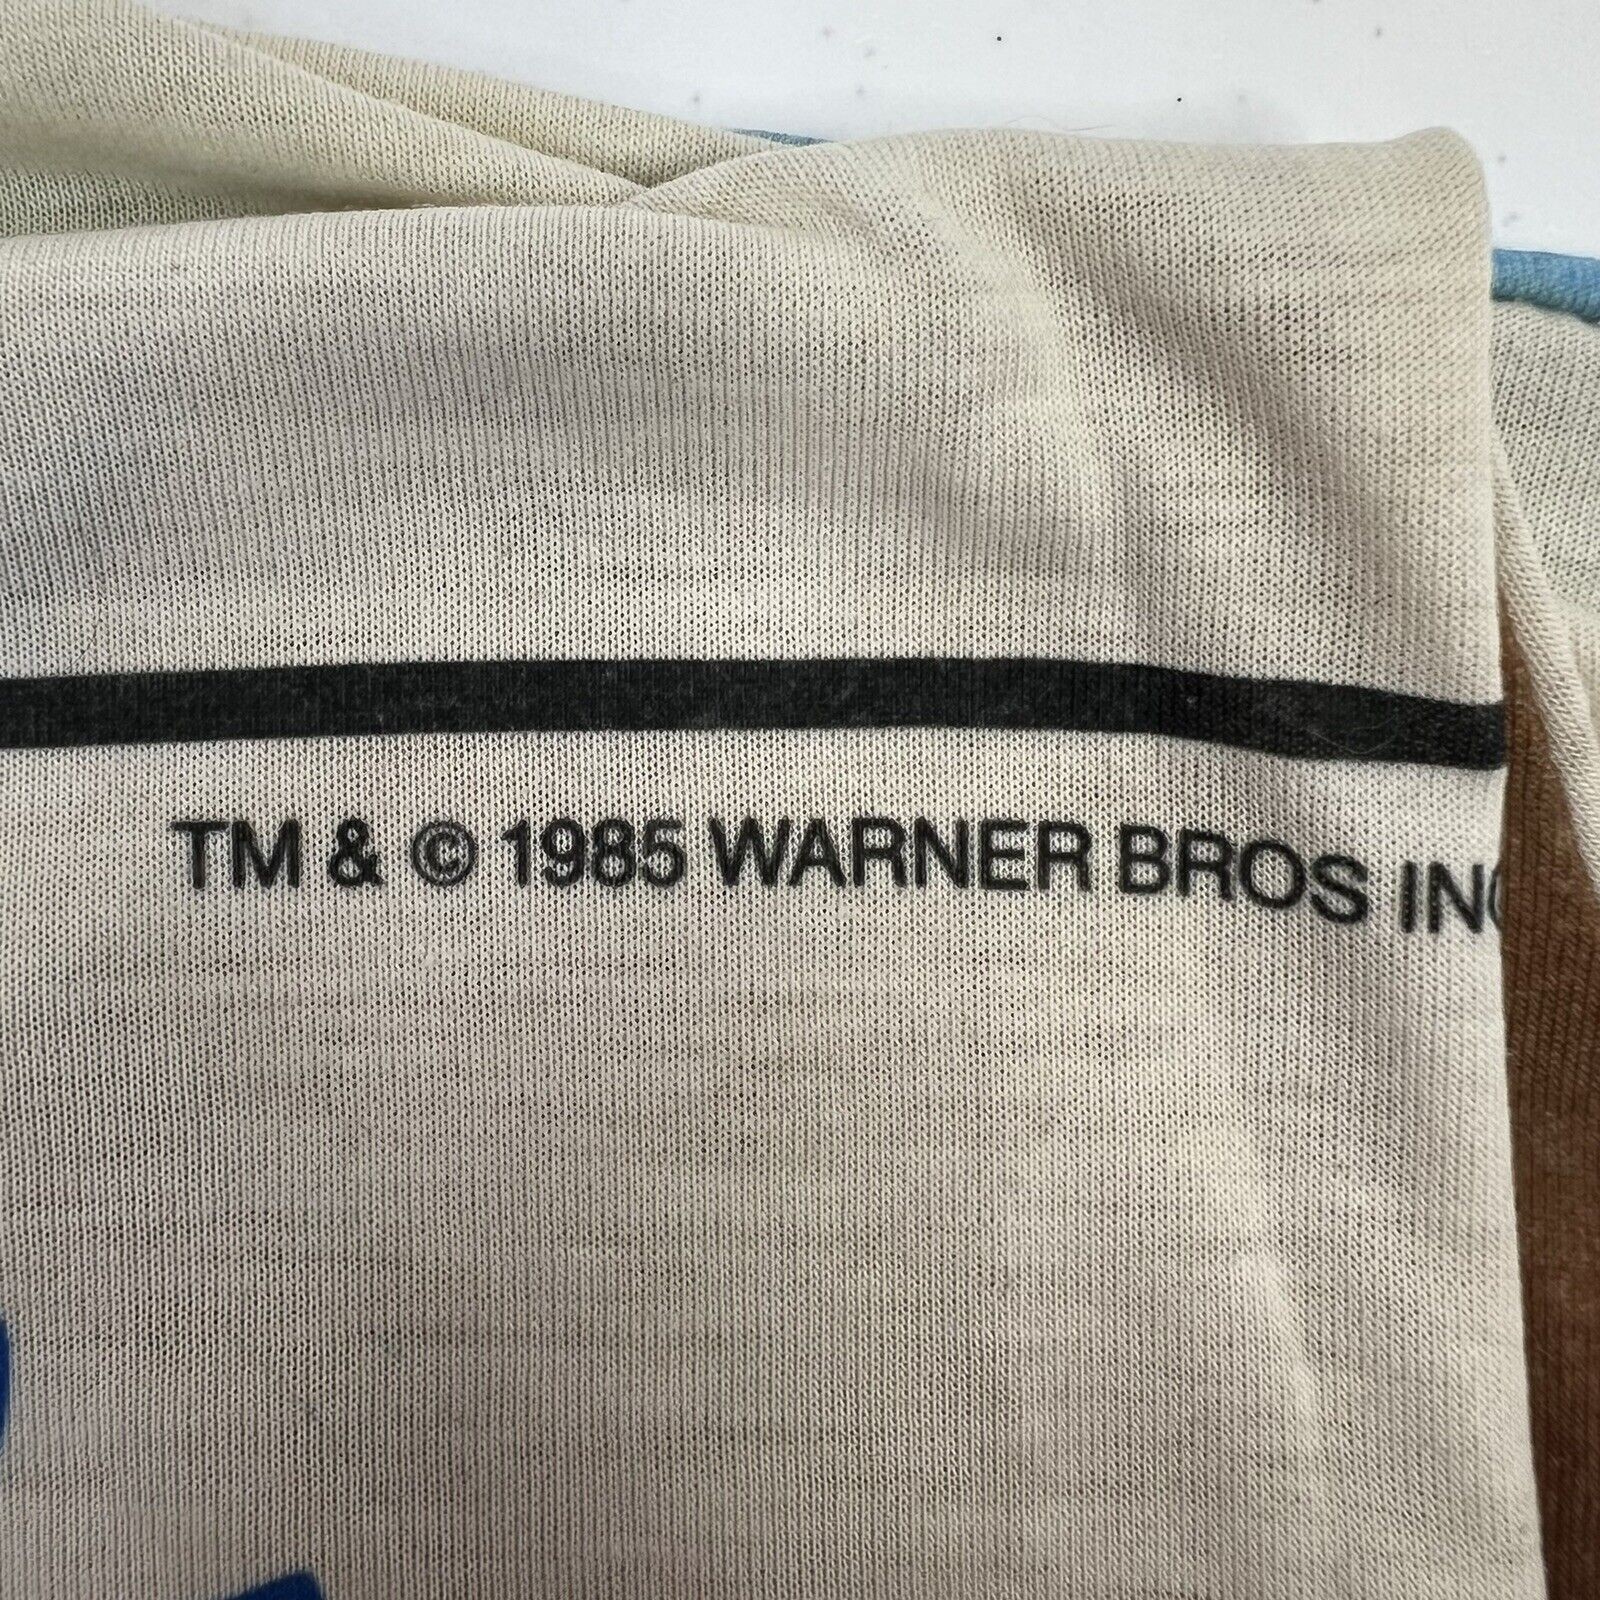 TM & © 1985 WARNER BROS INC